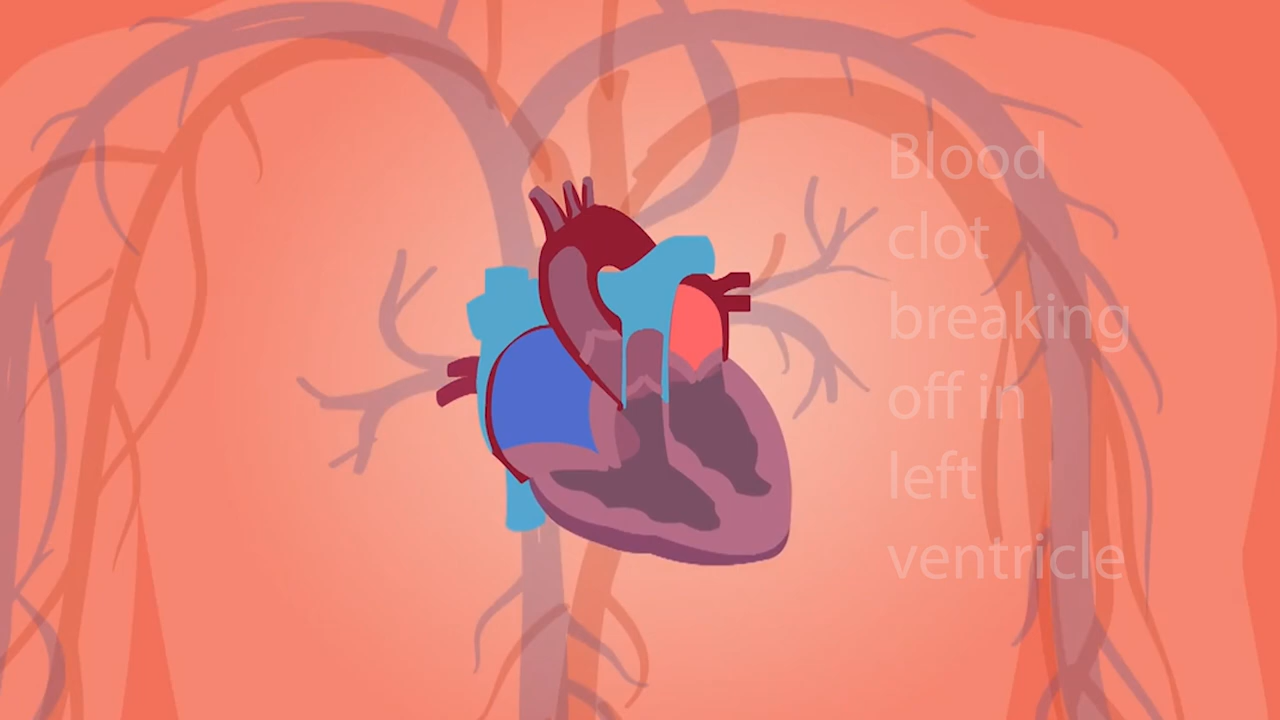 Blood
clot
breaking
off in
left
ventricle